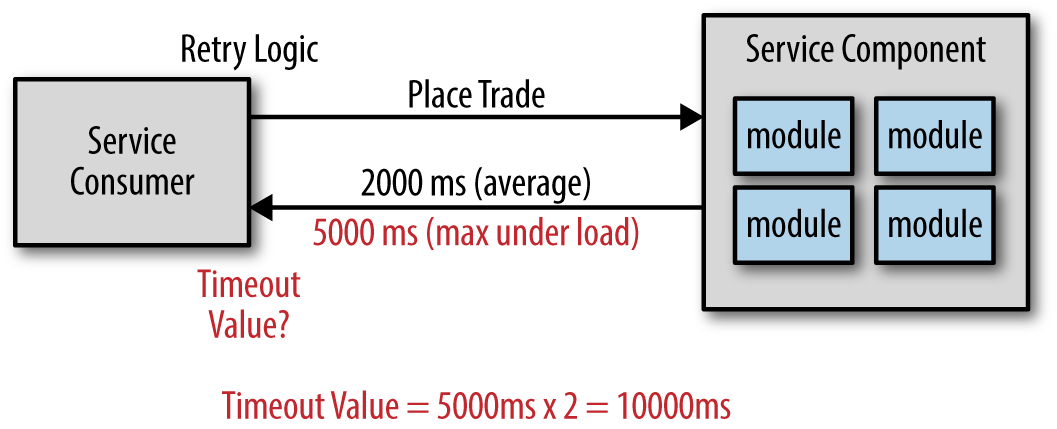 Retry Logic
Service Component
Place Trade
Service
Consumer
2000 ms (average)
5000 ms (max under load)
module
module
module
module
Timeout
Value?
Timeout Value = 5000ms x 2 = 10000ms